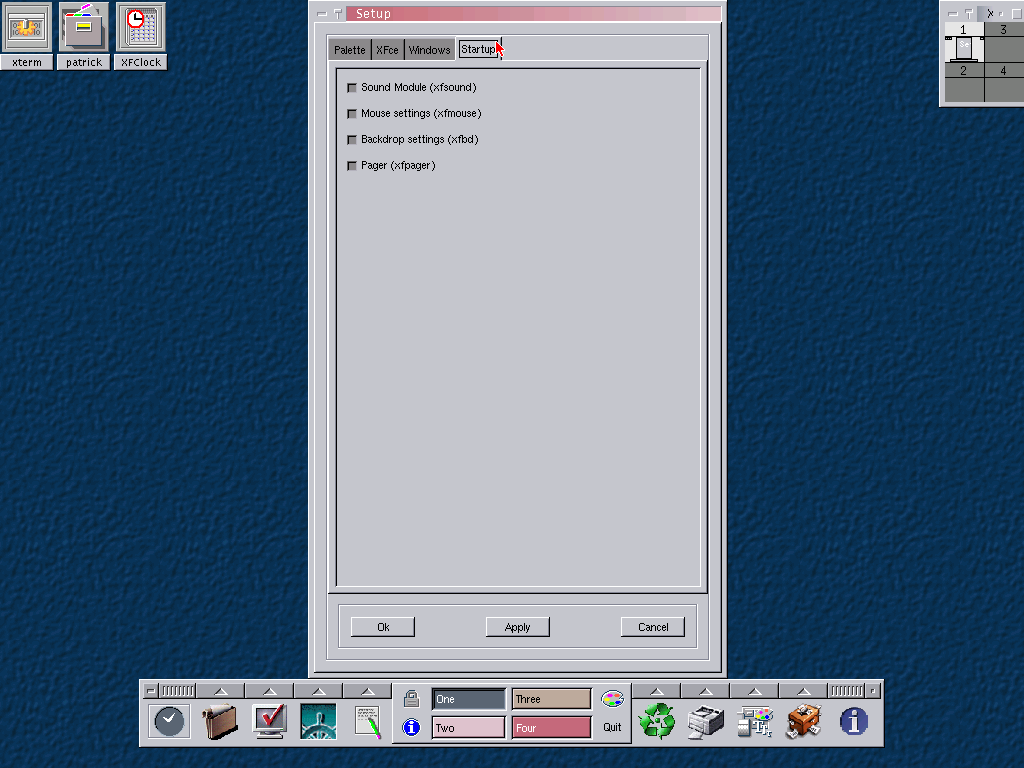 Setup
X
1
3
Se
2
4
xterm
patrick
XFClock
Palette
XFce
Windows
Startup
Sound Module (xfsound)
Mouse settings (xfmouse)
Backdrop settings (xfbd)
Pager (xfpager)
Ok
Apply
Cancel
One
Three
Two
Four
Quit